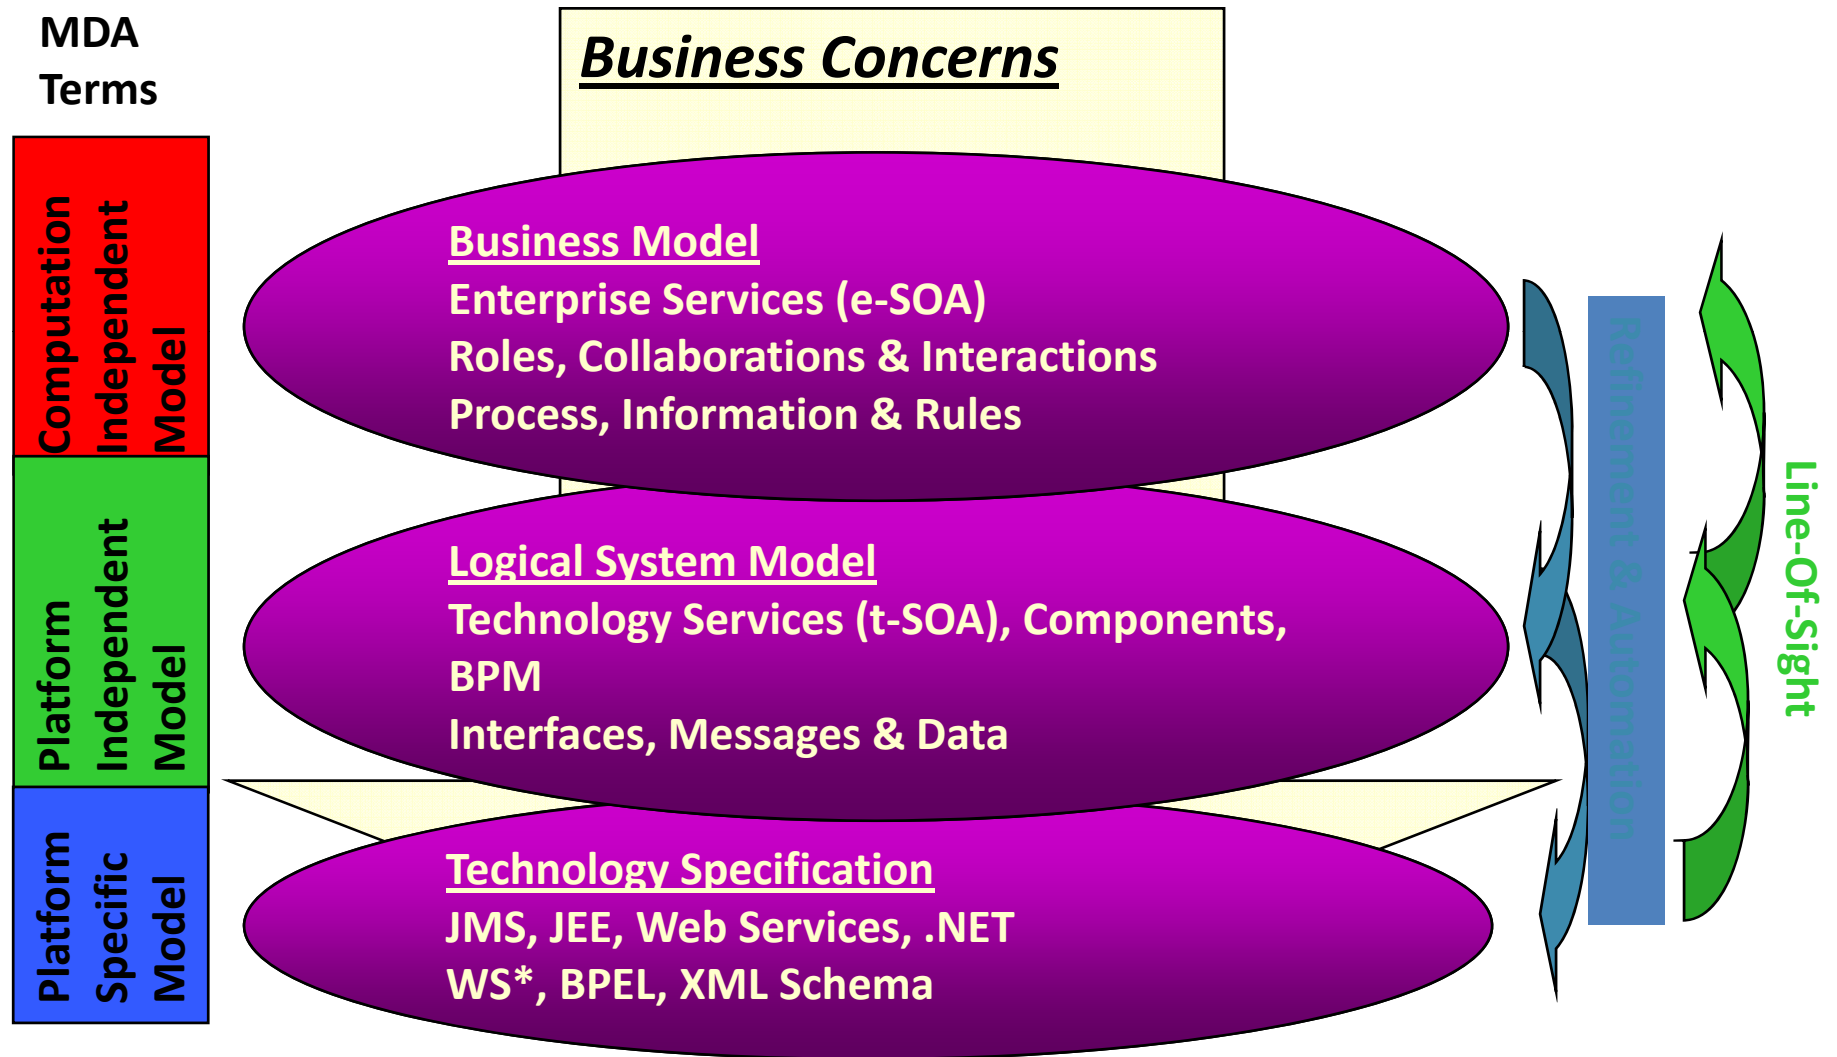 MDA
Terms
Business Concerns
Computation
Independent
Model
Business Model
Enterprise Services (e-SOA)
Roles, Collaborations & Interactions
Process, Information & Rules
Platform
Independent
Model
Logical System Model
Technology Services (t-SOA), Components,
BPM
Interfaces, Messages & Data
Platform
Specific
Model
Technology Specification
JMS, JEE, Web Services, .NET
WS*, BPEL, XML Schema
Refinement & Automation
Line-Of-Sight